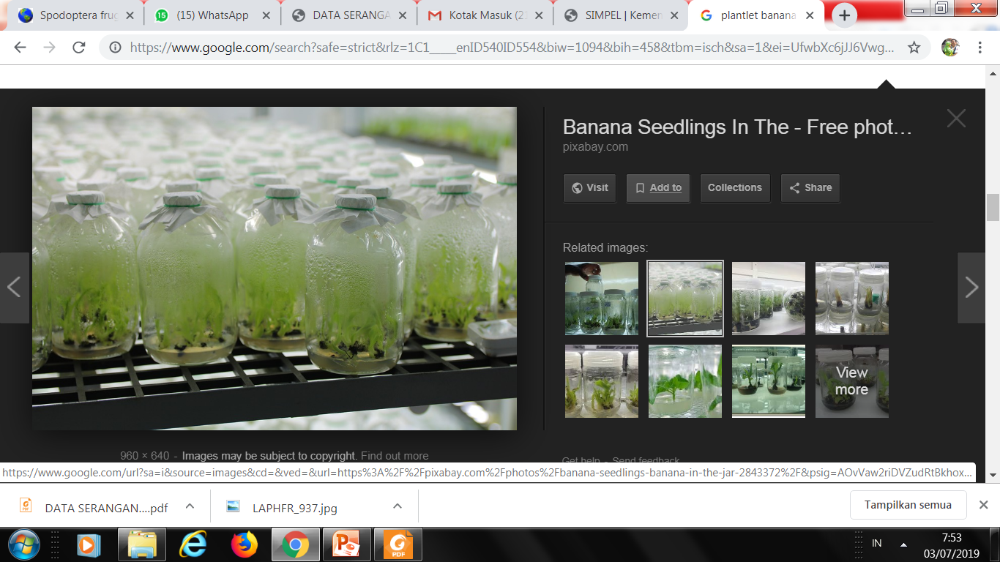 Spodoptera frug
(15) WhatsApp
DATA SERANGA
Kotak Masuk (2
SIMPEL | Kemen
plantlet banana
https://www.google.com/search?safe=strict&rlz=1C1____enID540ID554&biw=1094&bih=458&tbm=isch&sa=1&ei=UfwbXc6jJJ6Vwg...
Banana Seedlings In The - Free phot...
pixabay.com
Visit
Add to
Collections
Share
Related images:
View
more
960 × 640 - Images may be subject to copyright. Find out more
Get help - Send feedback
https://www.google.com/url?sa=i&source=images&cd=&ved=&url=https%3A%2F%2Fpixabay.com%2Fphotos%2Fbanana-seedlings-banana-in-the-jar-2843372%2F&psig=AOvVaw2riDVZudRtBkhox...
DATA SERANGAN....pdf
LAPHFR_937.jpg
Tampilkan semua
IN
7:53
03/07/2019